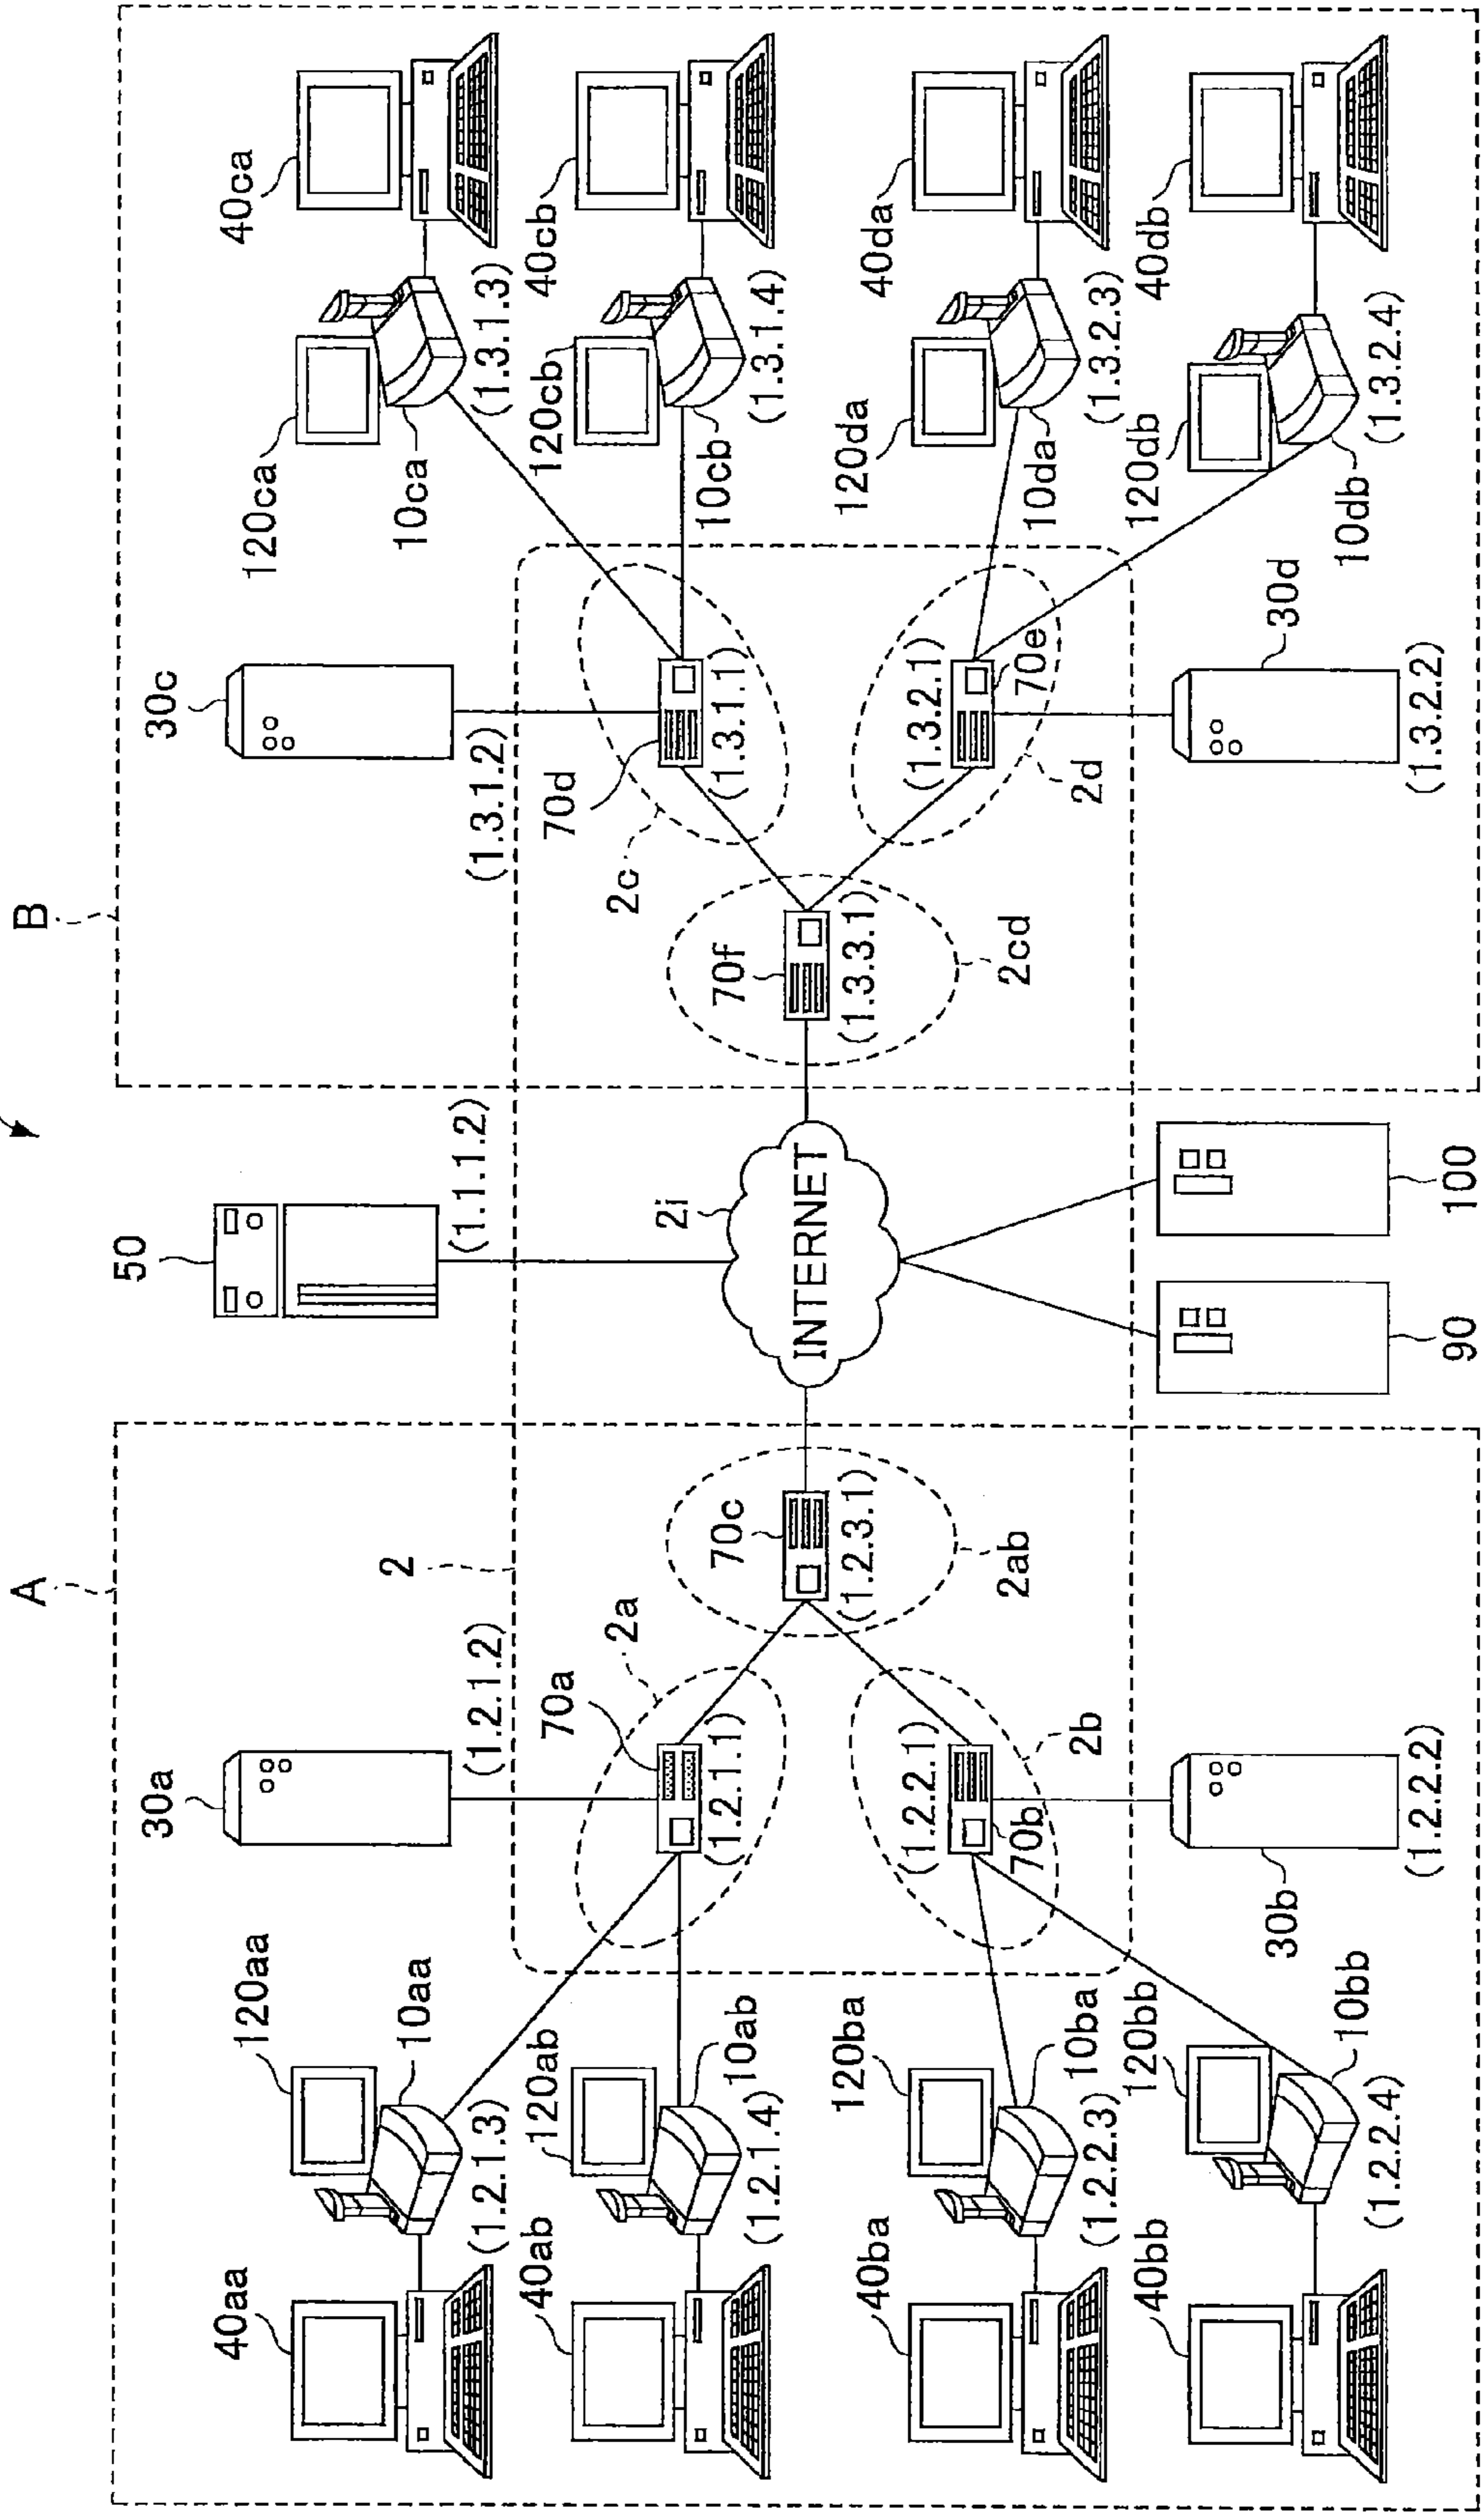 A
B
40aa
120aa
10aa
(1.2.1.3)
30a
(1.2.1.2)
2
50
(1.1.1.2)
30c
(1.3.1.2)
120ca
10ca
(1.3.1.3)
40ca
40ab
120ab
10ab
(1.2.1.4)
70a
2a
(1.2.1.1)
70c
(1.2.3.1)
2ab
2i
INTERNET
70f
(1.3.3.1)
2cd
70d
2c
(1.3.1.1)
120cb
10cb
(1.3.1.4)
40cb
40ba
120ba
10ba
(1.2.2.3)
(1.2.2.1)
70b
2b
(1.3.2.1)
70e
2d
120da
10da
(1.3.2.3)
40da
40bb
120bb
10bb
(1.2.2.4)
30b
(1.2.2.2)
90
100
30d
(1.3.2.2)
120db
10db
(1.3.2.4)
40db